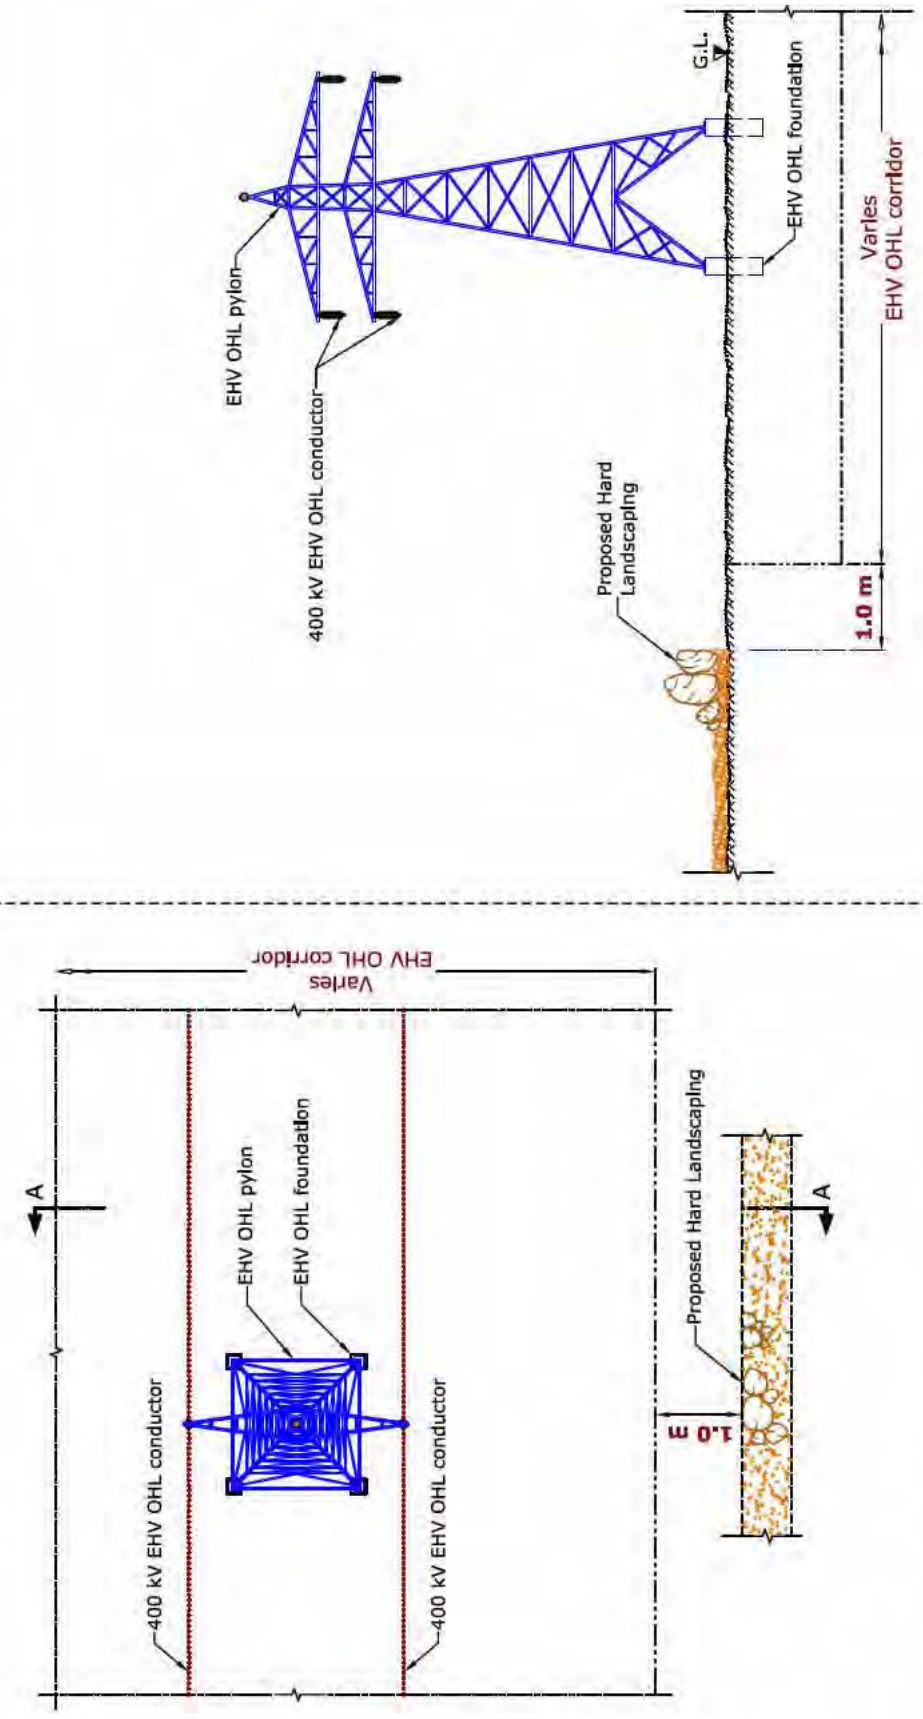 400 kV EHV OHL conductor
400 kV EHV OHL conductor
EHV OHL pylon
EHV OHL foundation
A
A
Varies
EHV OHL corridor
1.0 m
Proposed Hard Landscaping
EHV OHL pylon
400 kV EHV OHL conductor
Proposed Hard
Landscaping
G.L.
EHV OHL foundation
1.0 m
Varies
EHV OHL corridor